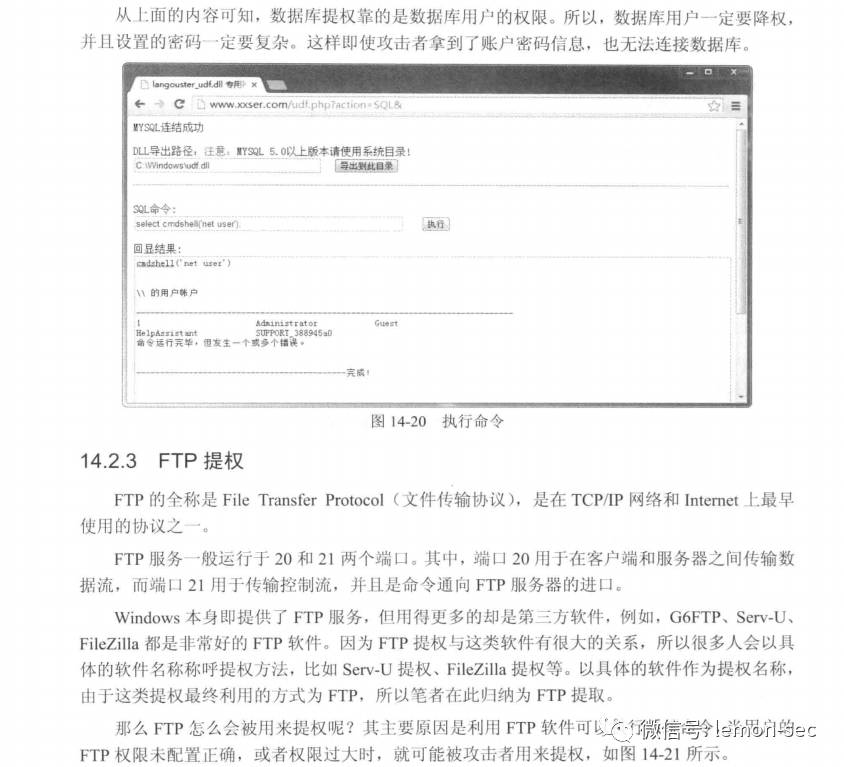 从上面的内容可知，数据库提权靠的是数据库用户的权限。所以，数据库用户一定要降权，
并且设置的密码一定要复杂。这样即使攻击者拿到了账户密码信息，也无法连接数据库。
langouster_udf.dll 专用
www.xxser.com/udf.php?action=SQL&
MYSQL连结成功
DLL导出路径：注意，MYSQL 5.0以上版本请使用系统目录!
C:\Windows\udf.dll 导出到此目录
SQL命令:
select cmdshell('net user'); 执行
回显结果:
cmdshell('net user')
\\ 的用户帐户
1 Administrator Guest
HelpAssistant SUPPORT_388945a0
命令运行完毕，但发生一个或多个错误。
完成!
图 14-20 执行命令
14.2.3 FTP 提权
FTP 的全称是 File Transfer Protocol（文件传输协议），是在 TCP/IP 网络和 Internet 上最早
使用的协议之一。
FTP 服务一般运行于 20 和 21 两个端口。其中，端口 20 用于在客户端和服务器之间传输数
据流，而端口 21 用于传输控制流，并且是命令通向 FTP 服务器的进口。
Windows 本身即提供了 FTP 服务，但用得更多的却是第三方软件，例如，G6FTP、Serv-U、
FileZilla 都是非常好的 FTP 软件。因为 FTP 提权与这类软件有很大的关系，所以很多人会以具
体的软件名称称呼提权方法，比如 Serv-U 提权、FileZilla 提权等。以具体的软件作为提权名称，
由于这类提权最终利用的方式为 FTP，所以笔者在此归纳为 FTP 提取。
那么 FTP 怎么会被用来提权呢？其主要原因是利用 FTP 软件可以
微信号: lemon-sec
FTP 权限未配置正确，或者权限过大时，就可能被攻击者用来提权，如图 14-21 所示。